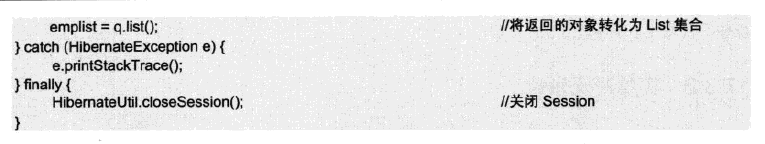 emplist = q.list(); //将返回的对象转化为 List 集合
} catch (HibernateException e) {
e.printStackTrace();
} finally {
HibernateUtil.closeSession(); //关闭 Session
}